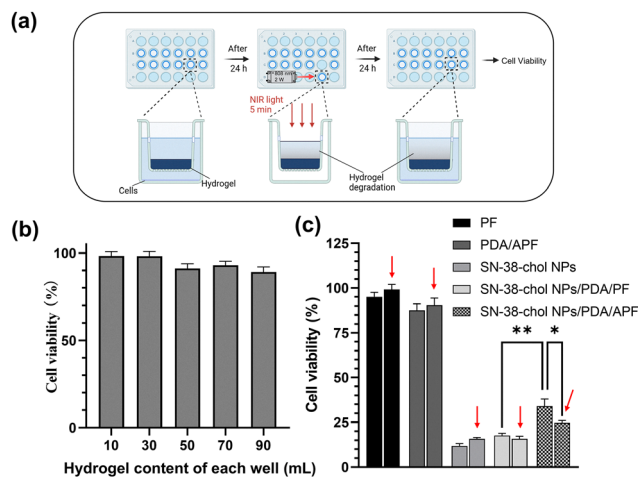 (a)
After
24 h
After
24 h
Cell Viability
808 nm
2 W
NIR light
5 min
Cells
Hydrogel
Hydrogel
degradation
(b)
Cell viability (%)
100
50
0
10 30 50 70 90
Hydrogel content of each well (mL)
(c)
Cell viability (%)
125
100
75
50
25
0
PF
PDA/APF
SN-38-chol NPs
SN-38-chol NPs/PDA/PF
SN-38-chol NPs/PDA/APF
** *